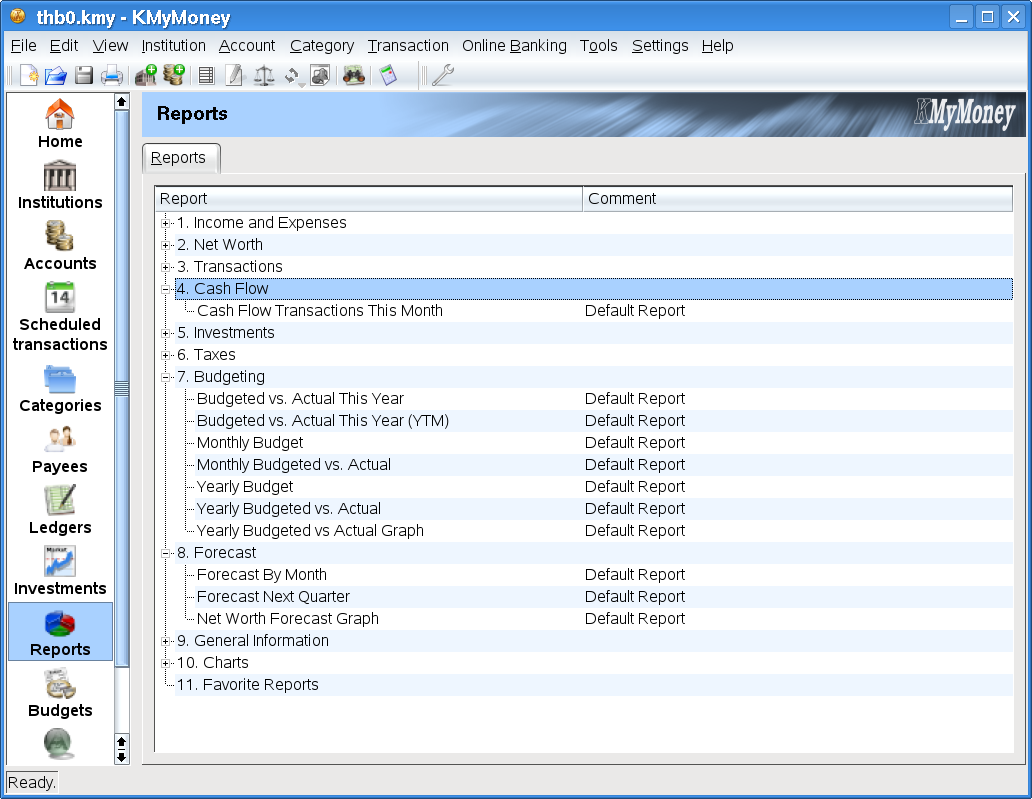 thb0.kmy - KMyMoney
File Edit View Institution Account Category Transaction Online Banking Tools Settings Help
Home
Institutions
Accounts
14
Scheduled
transactions
Categories
Payees
Ledgers
Market
Investments
Reports
Budgets
Reports
KMyMoney
Reports
Report Comment
1. Income and Expenses
2. Net Worth
3. Transactions
4. Cash Flow
Cash Flow Transactions This Month Default Report
5. Investments
6. Taxes
7. Budgeting
Budgeted vs. Actual This Year Default Report
Budgeted vs. Actual This Year (YTM) Default Report
Monthly Budget Default Report
Monthly Budgeted vs. Actual Default Report
Yearly Budget Default Report
Yearly Budgeted vs. Actual Default Report
Yearly Budgeted vs Actual Graph Default Report
8. Forecast
Forecast By Month Default Report
Forecast Next Quarter Default Report
Net Worth Forecast Graph Default Report
9. General Information
10. Charts
11. Favorite Reports
Ready.